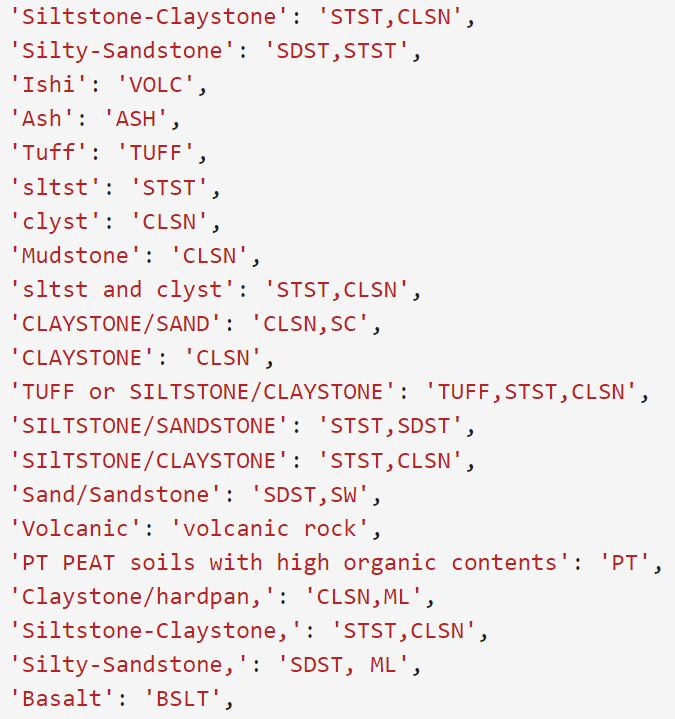 'Siltstone-Claystone': 'STST,CLSN',
'Silty-Sandstone': 'SDST,STST',
'Ishi': 'VOLC',
'Ash': 'ASH',
'Tuff': 'TUFF',
'sltst': 'STST',
'clyst': 'CLSN',
'Mudstone': 'CLSN',
'sltst and clyst': 'STST,CLSN',
'CLAYSTONE/SAND': 'CLSN,SC',
'CLAYSTONE': 'CLSN',
'TUFF or SILTSTONE/CLAYSTONE': 'TUFF,STST,CLSN',
'SILTSTONE/SANDSTONE': 'STST,SDST',
'SIlTSTONE/CLAYSTONE': 'STST,CLSN',
'Sand/Sandstone': 'SDST,SW',
'Volcanic': 'volcanic rock',
'PT PEAT soils with high organic contents': 'PT',
'Claystone/hardpan,': 'CLSN,ML',
'Siltstone-Claystone,': 'STST,CLSN',
'Silty-Sandstone,': 'SDST, ML',
'Basalt': 'BSLT',